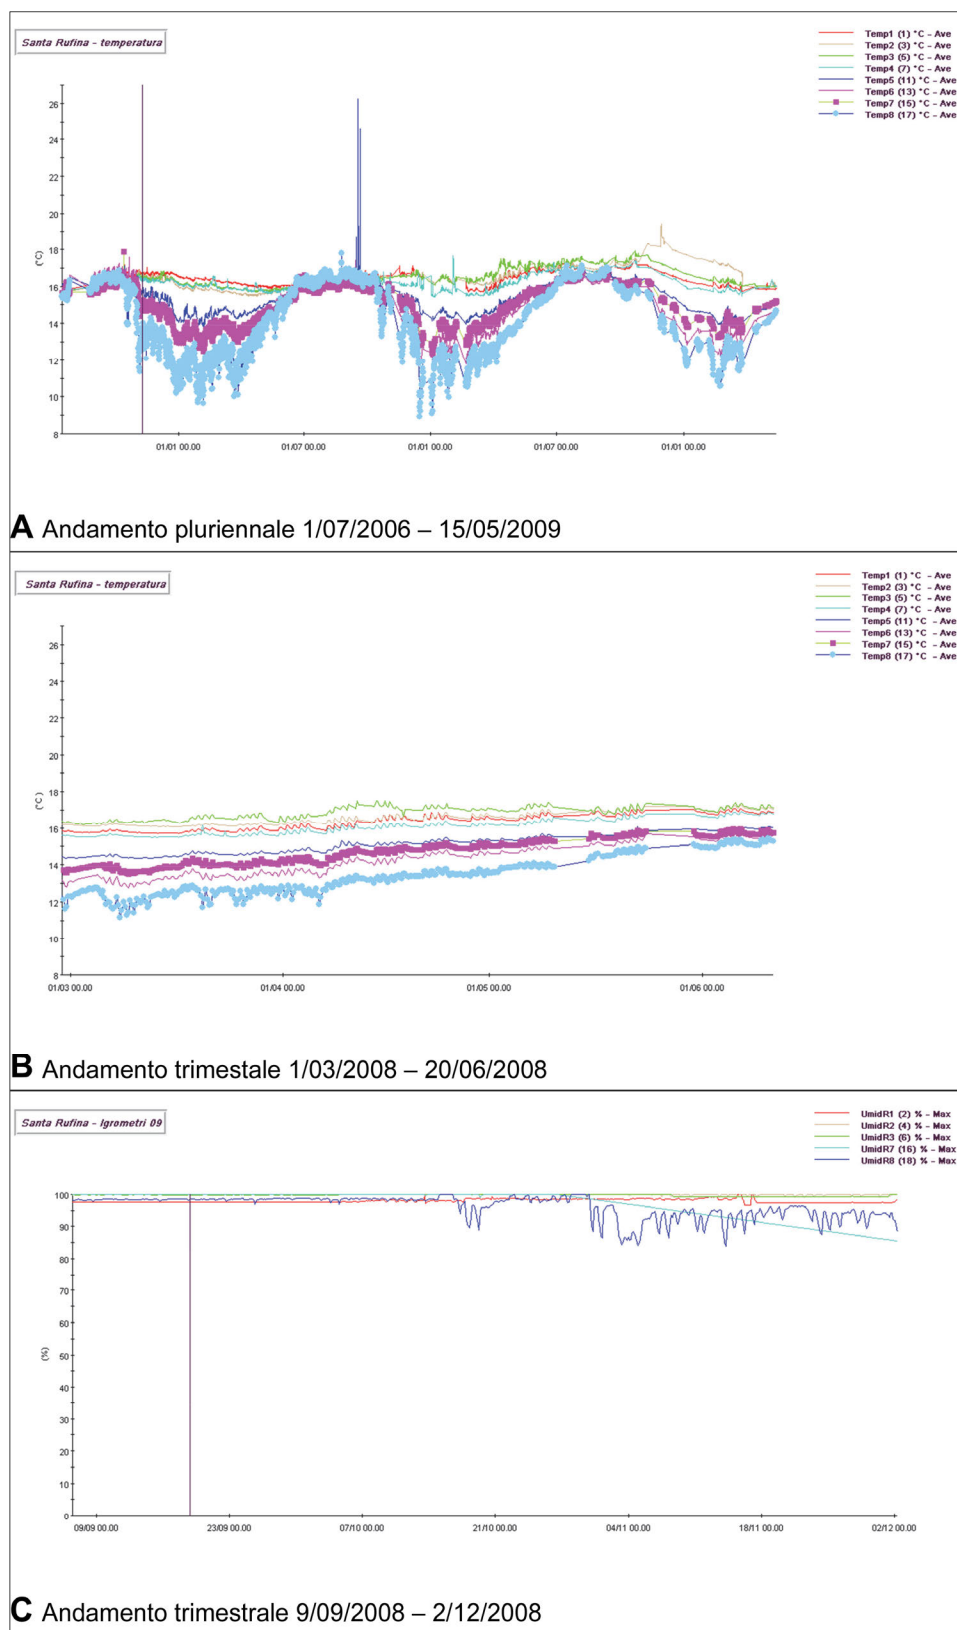 Santa Rufina - temperatura
Temp1 (1) °C - Ave
Temp2 (3) °C - Ave
Temp3 (5) °C - Ave
Temp4 (7) °C - Ave
Temp5 (11) °C - Ave
Temp6 (13) °C - Ave
Temp7 (15) °C - Ave
Temp8 (17) °C - Ave
26
24
22
20
18
(°C)
16
14
12
10
8
01/01 00.00
01/07 00.00
01/01 00.00
01/07 00.00
01/01 00.00
A Andamento pluriennale 1/07/2006 – 15/05/2009
Santa Rufina - temperatura
Temp1 (1) °C - Ave
Temp2 (3) °C - Ave
Temp3 (5) °C - Ave
Temp4 (7) °C - Ave
Temp5 (11) °C - Ave
Temp6 (13) °C - Ave
Temp7 (15) °C - Ave
Temp8 (17) °C - Ave
26
24
22
20
18
(°C)
16
14
12
10
8
01/03 00.00
01/04 00.00
01/05 00.00
01/06 00.00
B Andamento trimestale 1/03/2008 – 20/06/2008
Santa Rufina - Igrometri 09
UmidR1 (2) % - Max
UmidR2 (4) % - Max
UmidR3 (6) % - Max
UmidR7 (16) % - Max
UmidR8 (18) % - Max
100
90
80
70
60
50
(%)
40
30
20
10
0
09/09 00.00
23/09 00.00
07/10 00.00
21/10 00.00
04/11 00.00
18/11 00.00
02/12 00.00
C Andamento trimestrale 9/09/2008 – 2/12/2008